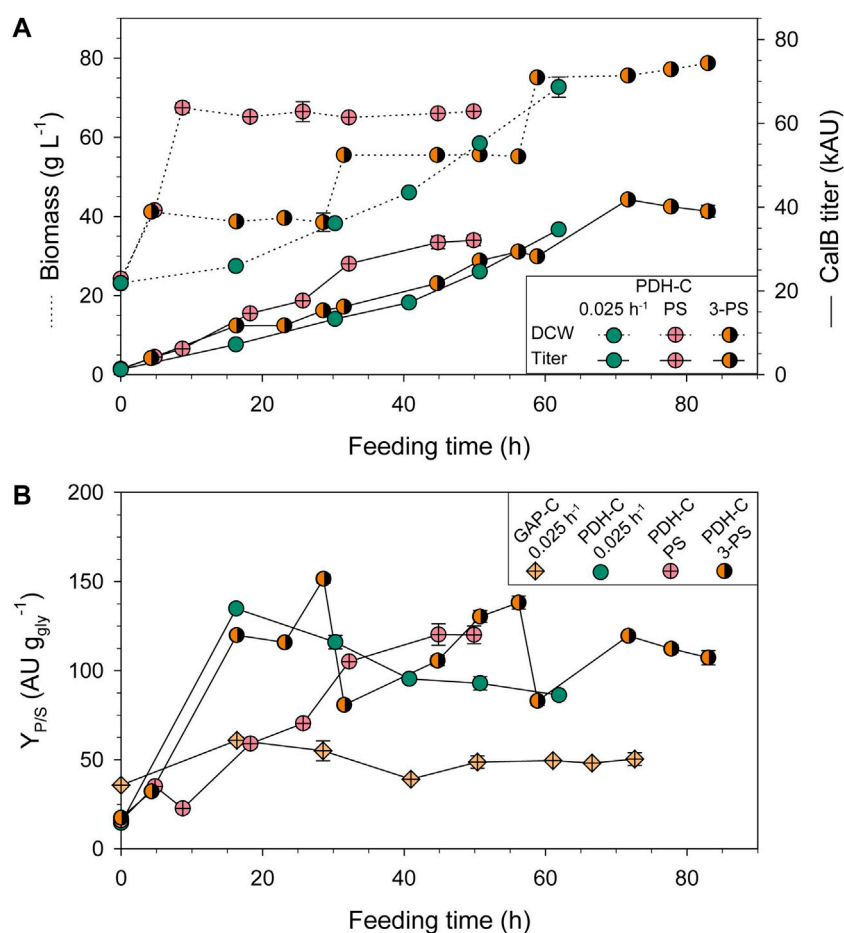 A
Biomass (g L⁻¹)
80
60
40
20
0
80
60
40
20
0
CalB titer (kAU)
PDH-C
0.025 h⁻¹ PS 3-PS
DCW
Titer
0 20 40 60 80
Feeding time (h)
B
Y_P/S (AU g_gly⁻¹)
200
150
100
50
0
GAP-C
0.025 h⁻¹
PDH-C
0.025 h⁻¹
PDH-C
PS
PDH-C
3-PS
0 20 40 60 80
Feeding time (h)